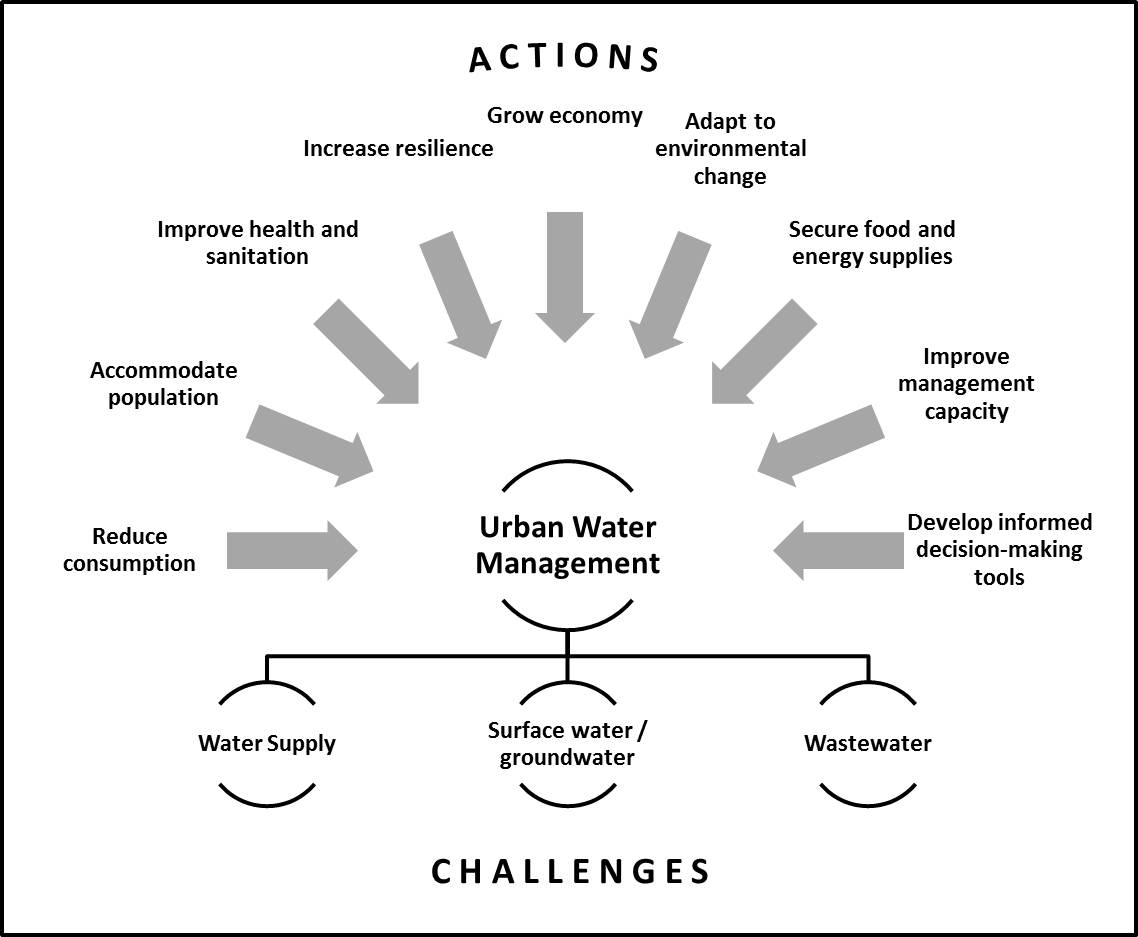 ACTIONS
Grow economy
Increase resilience
Adapt to
environmental
change
Improve health and
sanitation
Secure food and
energy supplies
Accommodate
population
Improve
management
capacity
Reduce
consumption
Urban Water
Management
Develop informed
decision-making
tools
Water Supply
Surface water /
groundwater
Wastewater
CHALLENGES